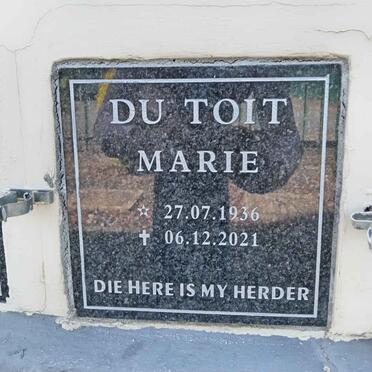 DU TOIT
MARIE
☆ 27.07.1936
✝ 06.12.2021
DIE HERE IS MY HERDER